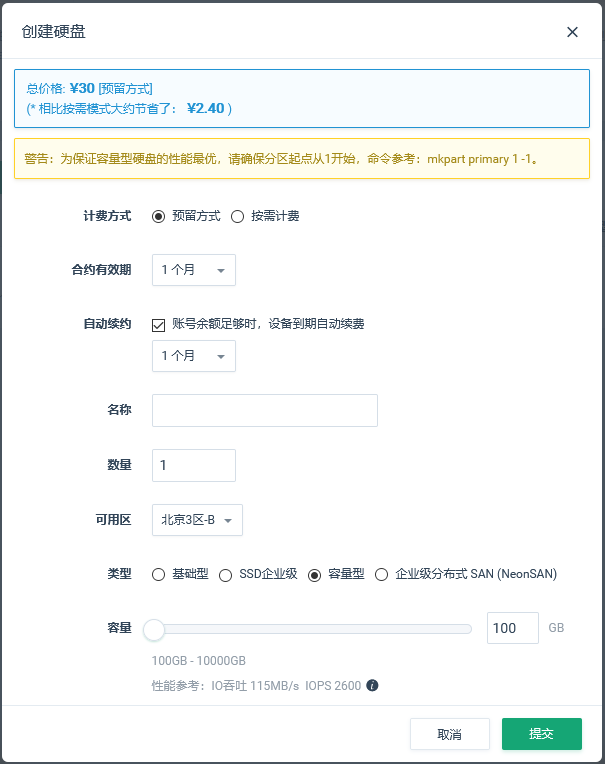 创建硬盘
总价格: ¥30 [预留方式]
(* 相比按需模式大约节省了： ¥2.40 )
警告：为保证容量型硬盘的性能最优，请确保分区起点从1开始，命令参考：mkpart primary 1 -1。
计费方式 预留方式 按需计费
合约有效期 1 个月
自动续约 账号余额足够时，设备到期自动续费
1 个月
名称
数量 1
可用区 北京3区-B
类型 基础型 SSD企业级 容量型 企业级分布式 SAN (NeonSAN)
容量 100 GB
100GB - 10000GB
性能参考：IO吞吐 115MB/s IOPS 2600
取消 提交